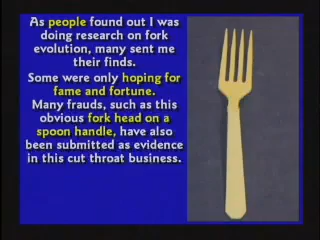 As people found out I was
doing research on fork
evolution, many sent me
their finds.
Some were only hoping for
fame and fortune.
Many frauds, such as this
obvious fork head on a
spoon handle, have also
been submitted as evidence
in this cut throat business.